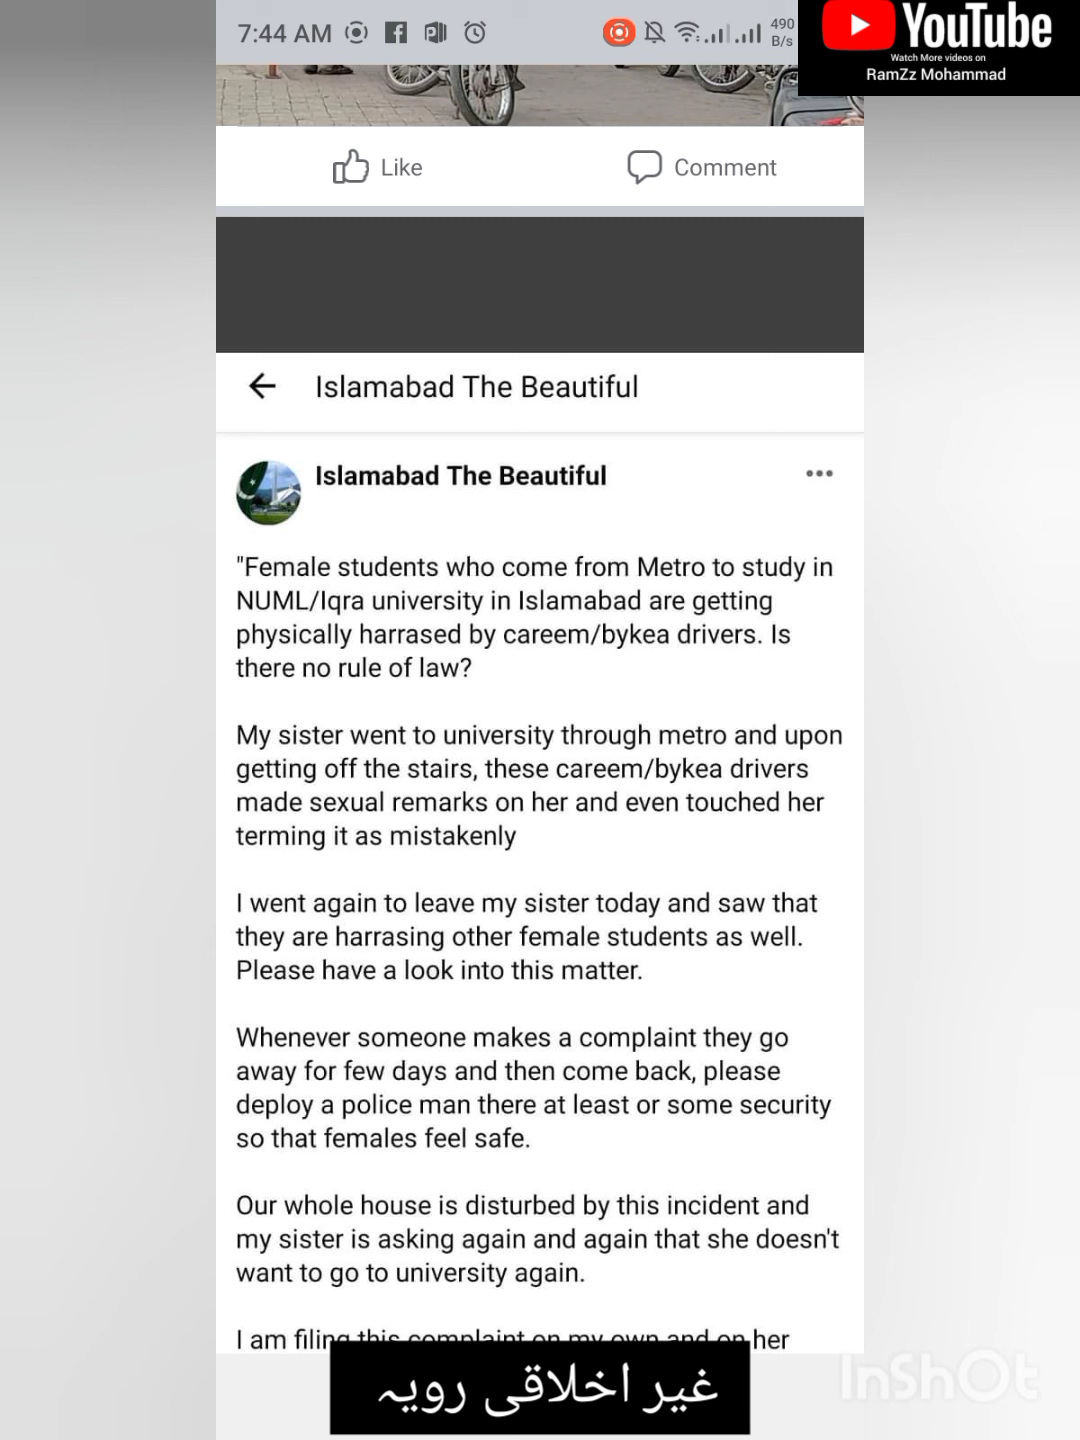 7:44 AM
490
B/s
YouTube
Watch More videos on
RamZz Mohammad
Like
Comment
Islamabad The Beautiful
Islamabad The Beautiful
"Female students who come from Metro to study in
NUML/Iqra university in Islamabad are getting
physically harrased by careem/bykea drivers. Is
there no rule of law?
My sister went to university through metro and upon
getting off the stairs, these careem/bykea drivers
made sexual remarks on her and even touched her
terming it as mistakenly
I went again to leave my sister today and saw that
they are harrasing other female students as well.
Please have a look into this matter.
Whenever someone makes a complaint they go
away for few days and then come back, please
deploy a police man there at least or some security
so that females feel safe.
Our whole house is disturbed by this incident and
my sister is asking again and again that she doesn't
want to go to university again.
I am filing this complaint on my own and on her
غیر اخلاقی رویہ
InShOt